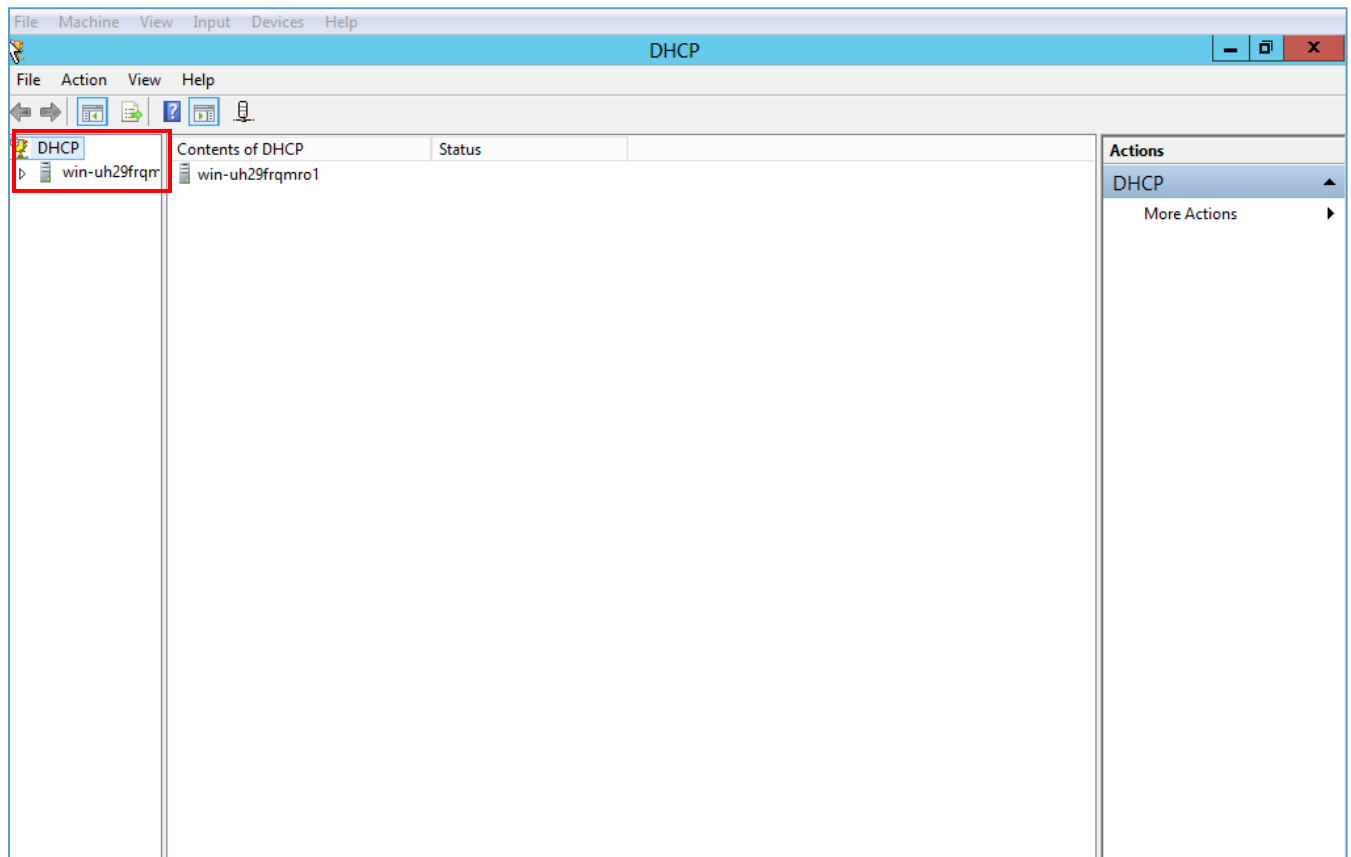 File Machine View Input Devices Help
DHCP
x
File Action View Help
?
DHCP
win-uh29frqm
Contents of DHCP Status
win-uh29frqmro1
Actions
DHCP
More Actions